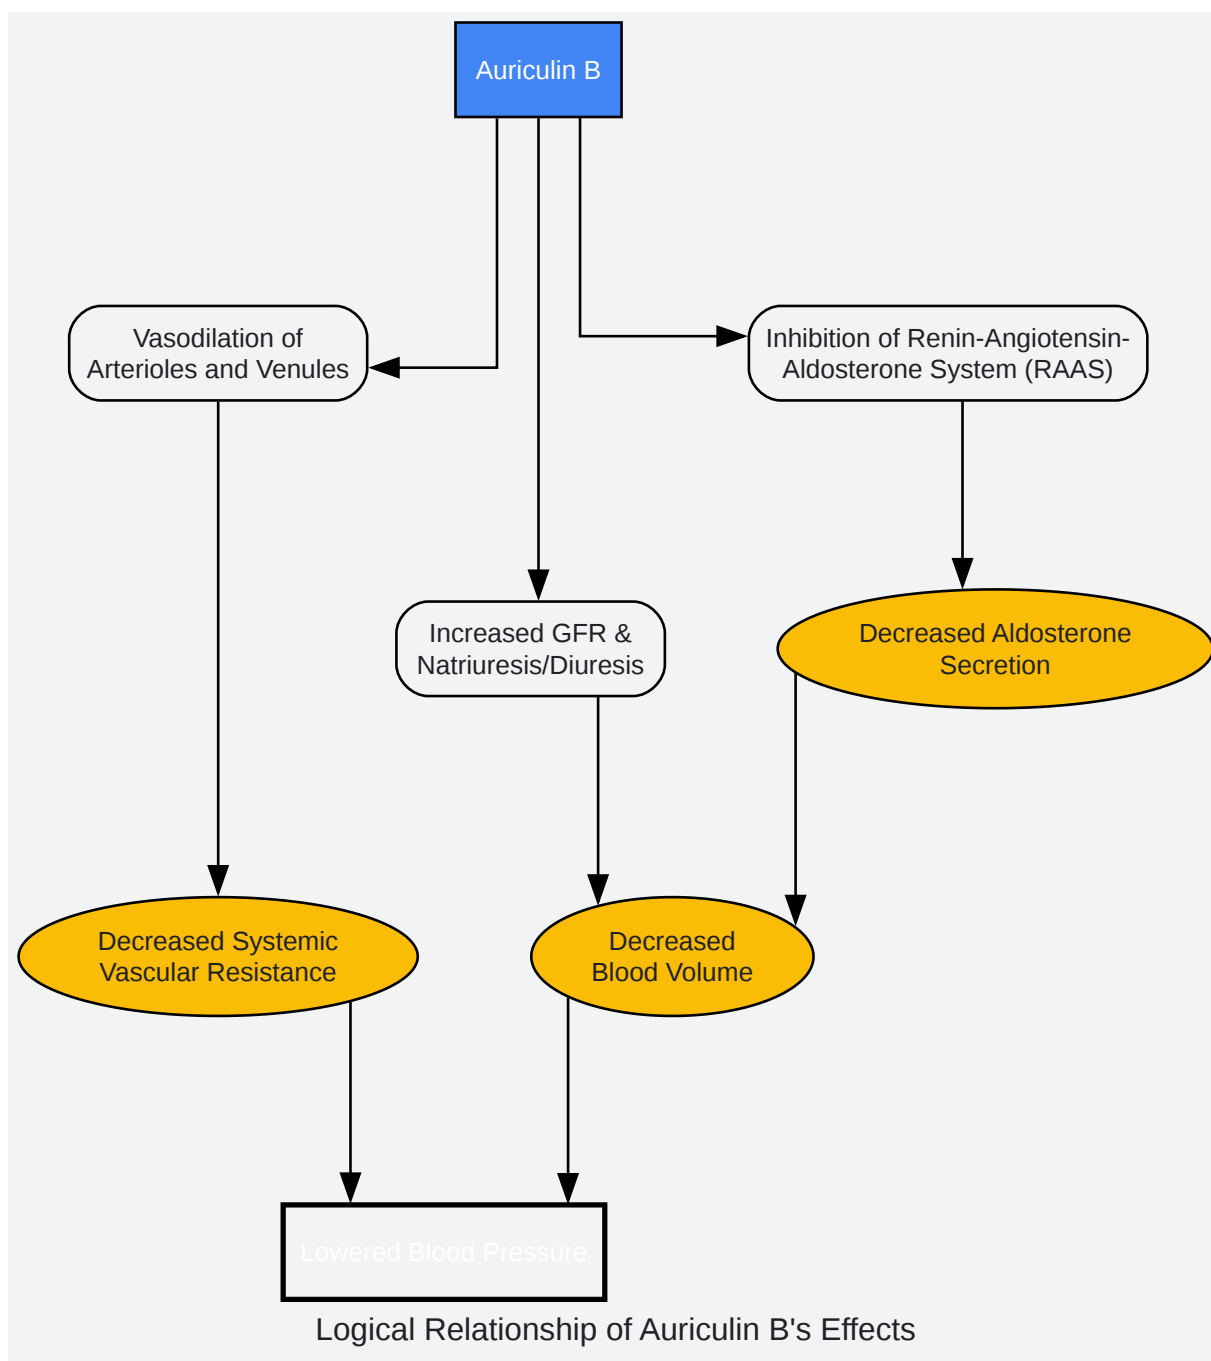 Auriculin B
Vasodilation of
Arterioles and Venules
Inhibition of Renin-Angiotensin-
Aldosterone System (RAAS)
Increased GFR &
Natriuresis/Diuresis
Decreased Aldosterone
Secretion
Decreased Systemic
Vascular Resistance
Decreased
Blood Volume
Lowered Blood Pressure
Logical Relationship of Auriculin B's Effects